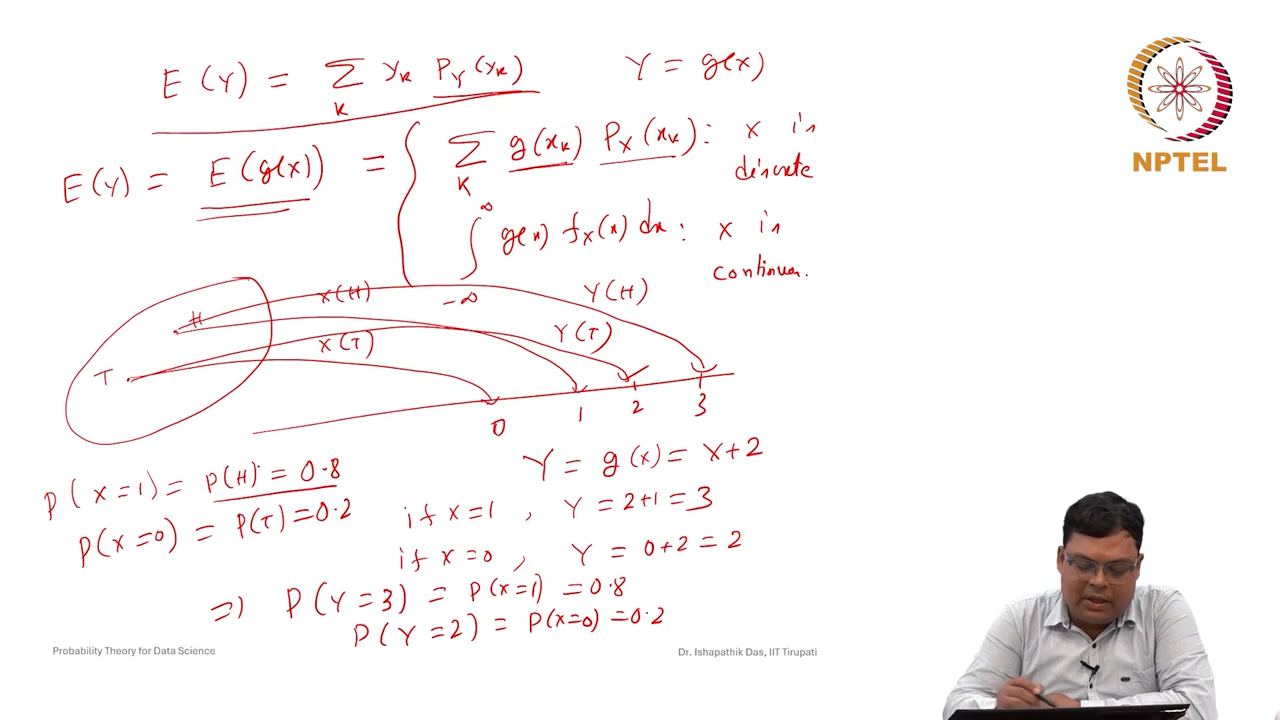 E(Y) = Σ_K y_K P_Y(y_K)    Y = g(x)
E(Y) = E(g(x)) = { Σ_K g(x_K) P_X(x_K) : x is discrete
∫_{-∞}^{∞} g(x) f_X(x) dx : x is continuou.
NPTEL
H X(H) Y(H)
T X(T) Y(T)
0 1 2 3
P(X=1) = P(H) = 0.8
P(X=0) = P(T) = 0.2
Y = g(x) = X+2
if x=1 , Y = 2+1 = 3
if x=0 , Y = 0+2 = 2
=> P(Y=3) = P(X=1) = 0.8
P(Y=2) = P(X=0) = 0.2
Probability Theory for Data Science
Dr. Ishapathik Das, IIT Tirupati